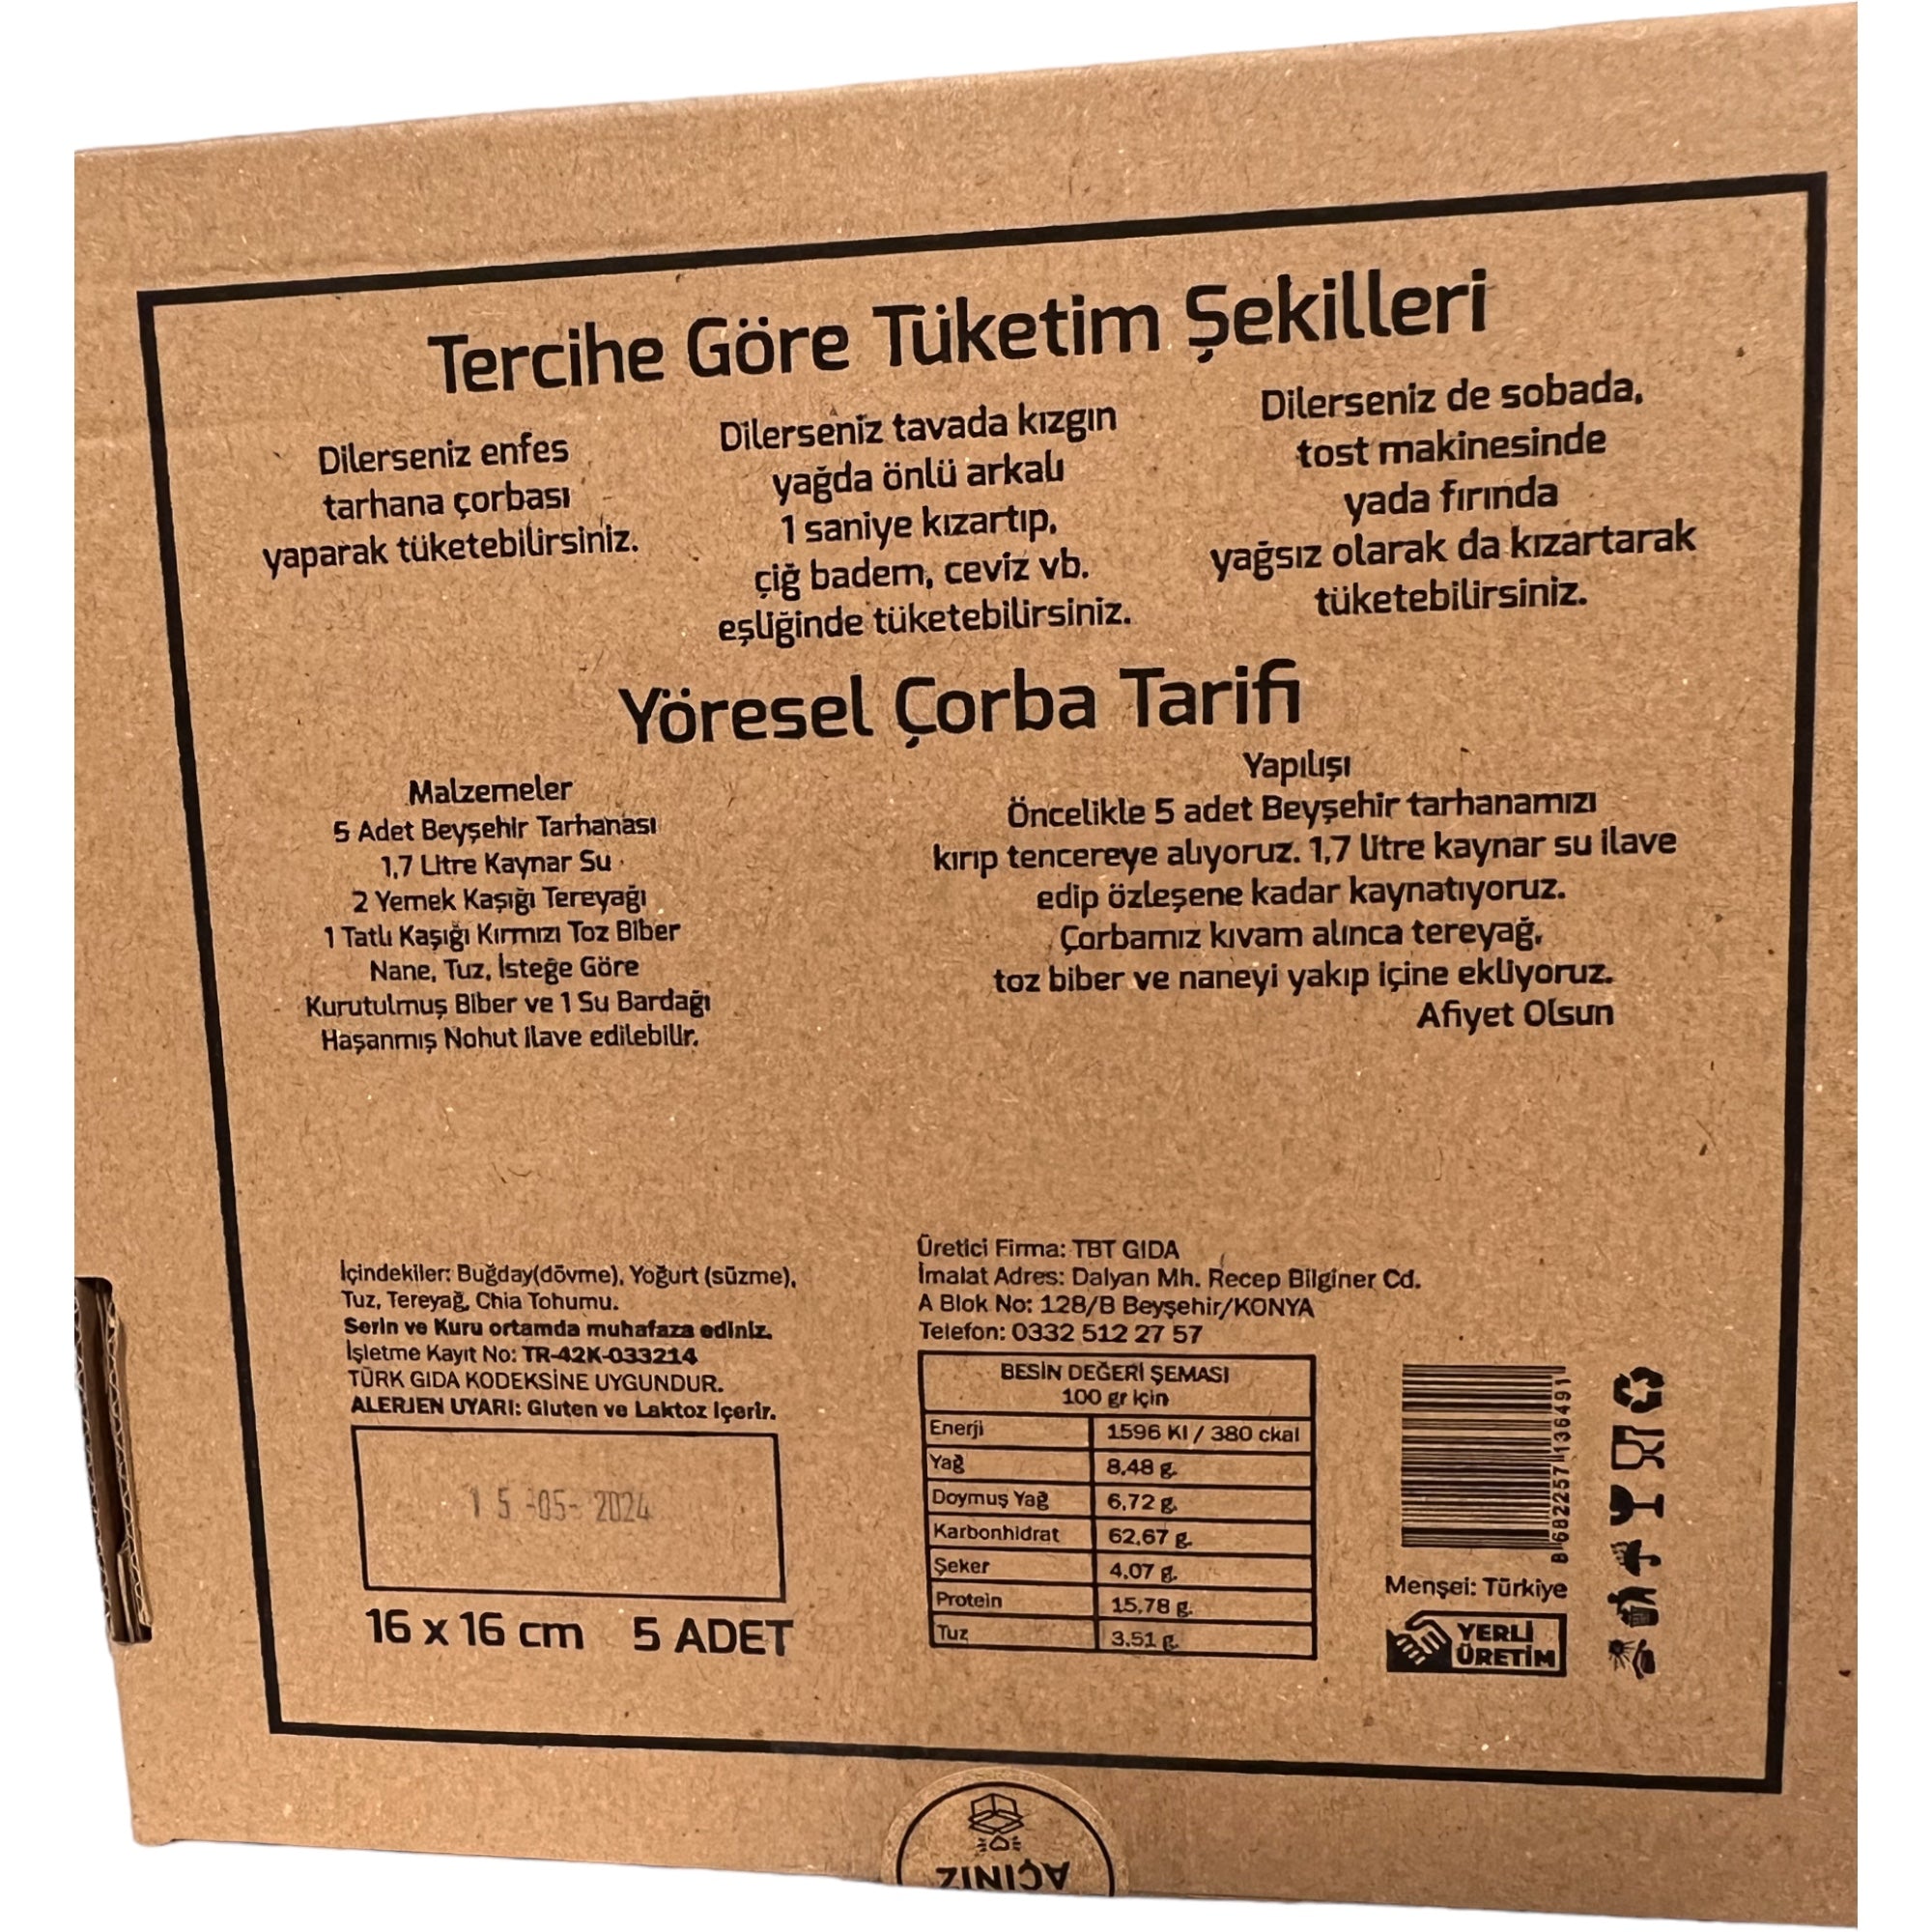 Tercihe Göre Tüketim Şekilleri
Dilerseniz enfes
tarhana çorbası
yaparak tüketebilirsiniz.
Dilerseniz tavada kızgın
yağda önlü arkalı
1 saniye kızartıp,
çiğ badem, ceviz vb.
eşliğinde tüketebilirsiniz.
Dilerseniz de sobada,
tost makinesinde
yada fırında
yağsız olarak da kızartarak
tüketebilirsiniz.
Yöresel Çorba Tarifi
Malzemeler
5 Adet Beyşehir Tarhanası
1,7 Litre Kaynar Su
2 Yemek Kaşığı Tereyağı
1 Tatlı Kaşığı Kırmızı Toz Biber
Nane, Tuz, İsteğe Göre
Kurutulmuş Biber ve 1 Su Bardağı
Haşanmış Nohut ilave edilebilir.
Yapılışı
Öncelikle 5 adet Beyşehir tarhanamızı
kırıp tencereye alıyoruz. 1,7 litre kaynar su ilave
edip özleşene kadar kaynatıyoruz.
Çorbamız kıvam alınca tereyağ,
toz biber ve naneyi yakıp içine ekliyoruz.
Afiyet Olsun
İçindekiler: Buğday(dövme), Yoğurt (süzme),
Tuz, Tereyağ, Chia Tohumu.
Serin ve Kuru ortamda muhafaza ediniz.
İşletme Kayıt No: TR-42K-033214
TÜRK GIDA KODEKSİNE UYGUNDUR.
ALERJEN UYARI: Gluten ve Laktoz İçerir.
15-05-2024
16 x 16 cm 5 ADET
Üretici Firma: TBT GIDA
İmalat Adres: Dalyan Mh. Recep Bilginer Cd.
A Blok No: 128/B Beyşehir/KONYA
Telefon: 0332 512 27 57
BESİN DEĞERİ ŞEMASI
100 gr için
Enerji 1596 KI / 380 ckal
Yağ 8,48 g.
Doymuş Yağ 6,72 g.
Karbonhidrat 62,67 g.
Şeker 4,07 g.
Protein 15,78 g.
Tuz 3,51 g.
8 682257 136491
Menşei: Türkiye
YERLİ
ÜRETİM
AÇINIZ